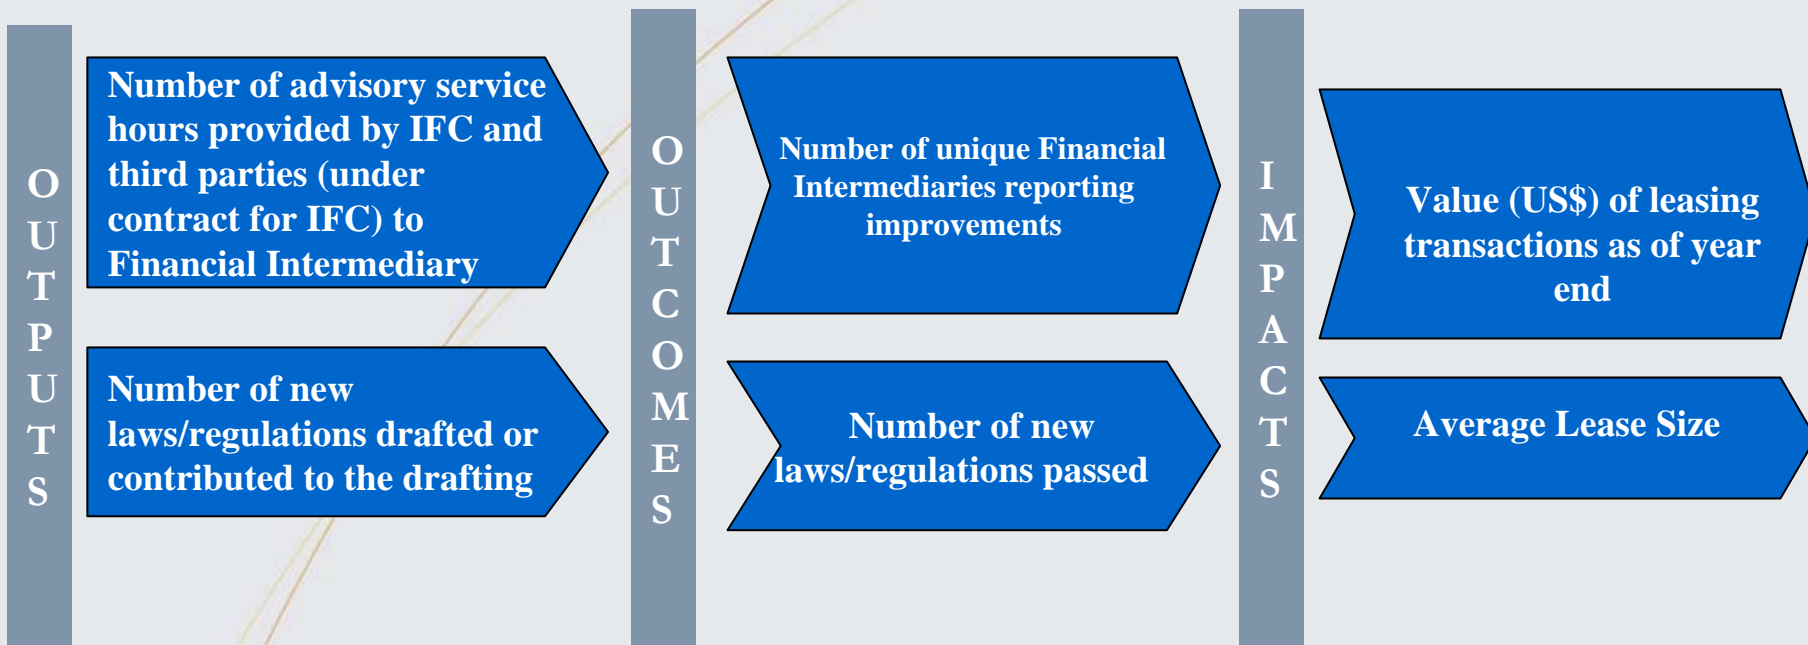 OUTPUTS
Number of advisory service
hours provided by IFC and
third parties (under
contract for IFC) to
Financial Intermediary
Number of new
laws/regulations drafted or
contributed to the drafting
OUTCOMES
Number of unique Financial
Intermediaries reporting
improvements
Number of new
laws/regulations passed
IMPACTS
Value (US$) of leasing
transactions as of year
end
Average Lease Size